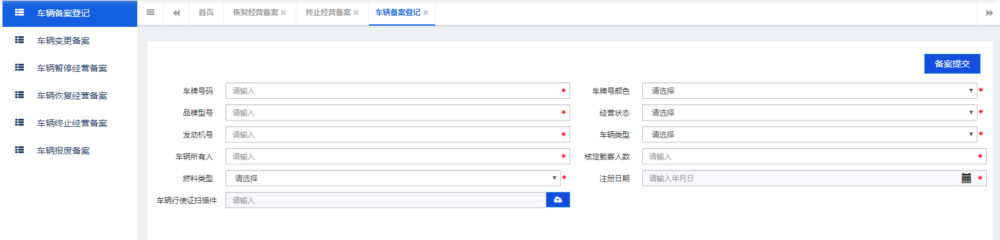 车辆备案登记
车辆变更备案
车辆暂停经营备案
车辆恢复经营备案
车辆终止经营备案
车辆报废备案
首页 恢复经营备案 终止经营备案 车辆备案登记
备案提交
车牌号码 请输入 * 车牌号颜色 请选择 *
品牌型号 请输入 * 经营状态 请选择 *
发动机号 请输入 * 车辆类型 请选择 *
车辆所有人 请输入 * 核定载客人数 请输入 *
燃料类型 请选择 * 注册日期 请输入年月日 *
车辆行使证扫描件 请输入